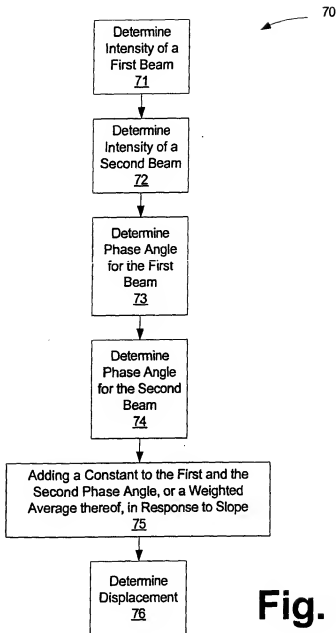 70
Determine
Intensity of a
First Beam
71
Determine
Intensity of a
Second Beam
72
Determine
Phase Angle
for the First
Beam
73
Determine
Phase Angle
for the Second
Beam
74
Adding a Constant to the First and the
Second Phase Angle, or a Weighted
Average thereof, in Response to Slope
75
Determine
Displacement
76
Fig.